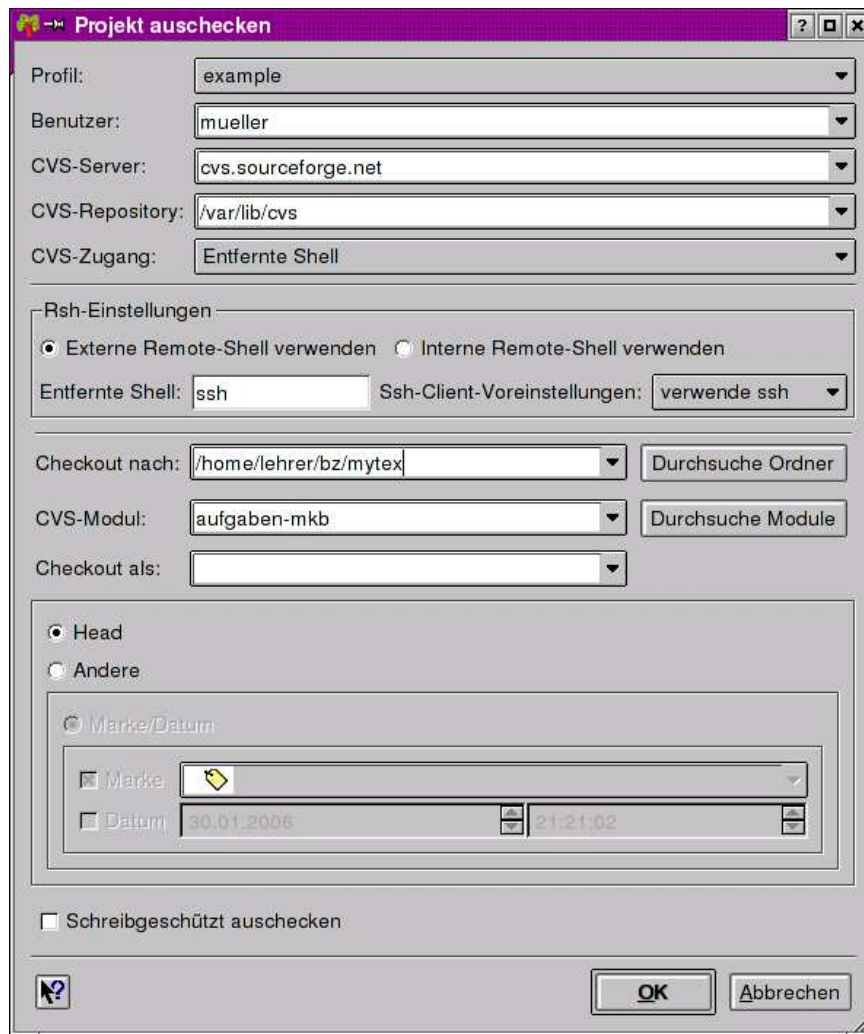 Projekt auschecken
Profil: example
Benutzer: mueller
CVS-Server: cvs.sourceforge.net
CVS-Repository: /var/lib/cvs
CVS-Zugang: Entfernte Shell
Rsh-Einstellungen
Externe Remote-Shell verwenden Interne Remote-Shell verwenden
Entfernte Shell: ssh Ssh-Client-Voreinstellungen: verwende ssh
Checkout nach: /home/lehrer/bz/mytex Durchsuche Ordner
CVS-Modul: aufgaben-mkb Durchsuche Module
Checkout als:
Head
Andere
Marke/Datum
Marke
Datum 30.01.2006 21:21:02
Schreibgeschützt auschecken
OK Abbrechen